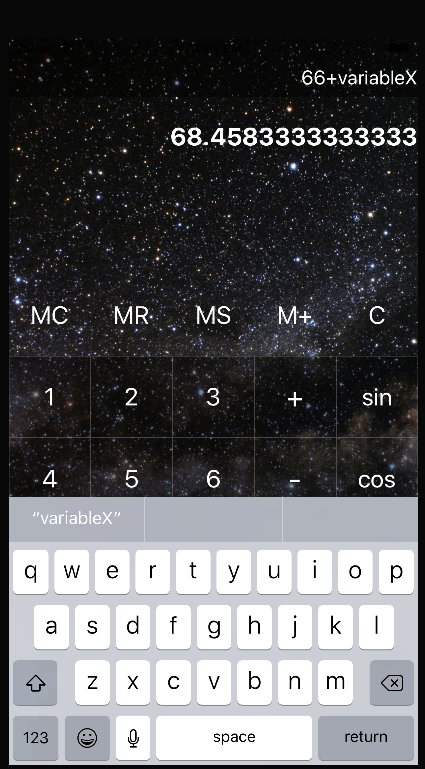 66+variableX
68.4583333333333
MC MR MS M+ C
1 2 3 + sin
4 5 6 - cos
“variableX”
q w e r t y u i o p
a s d f g h j k l
z x c v b n m
123 space return